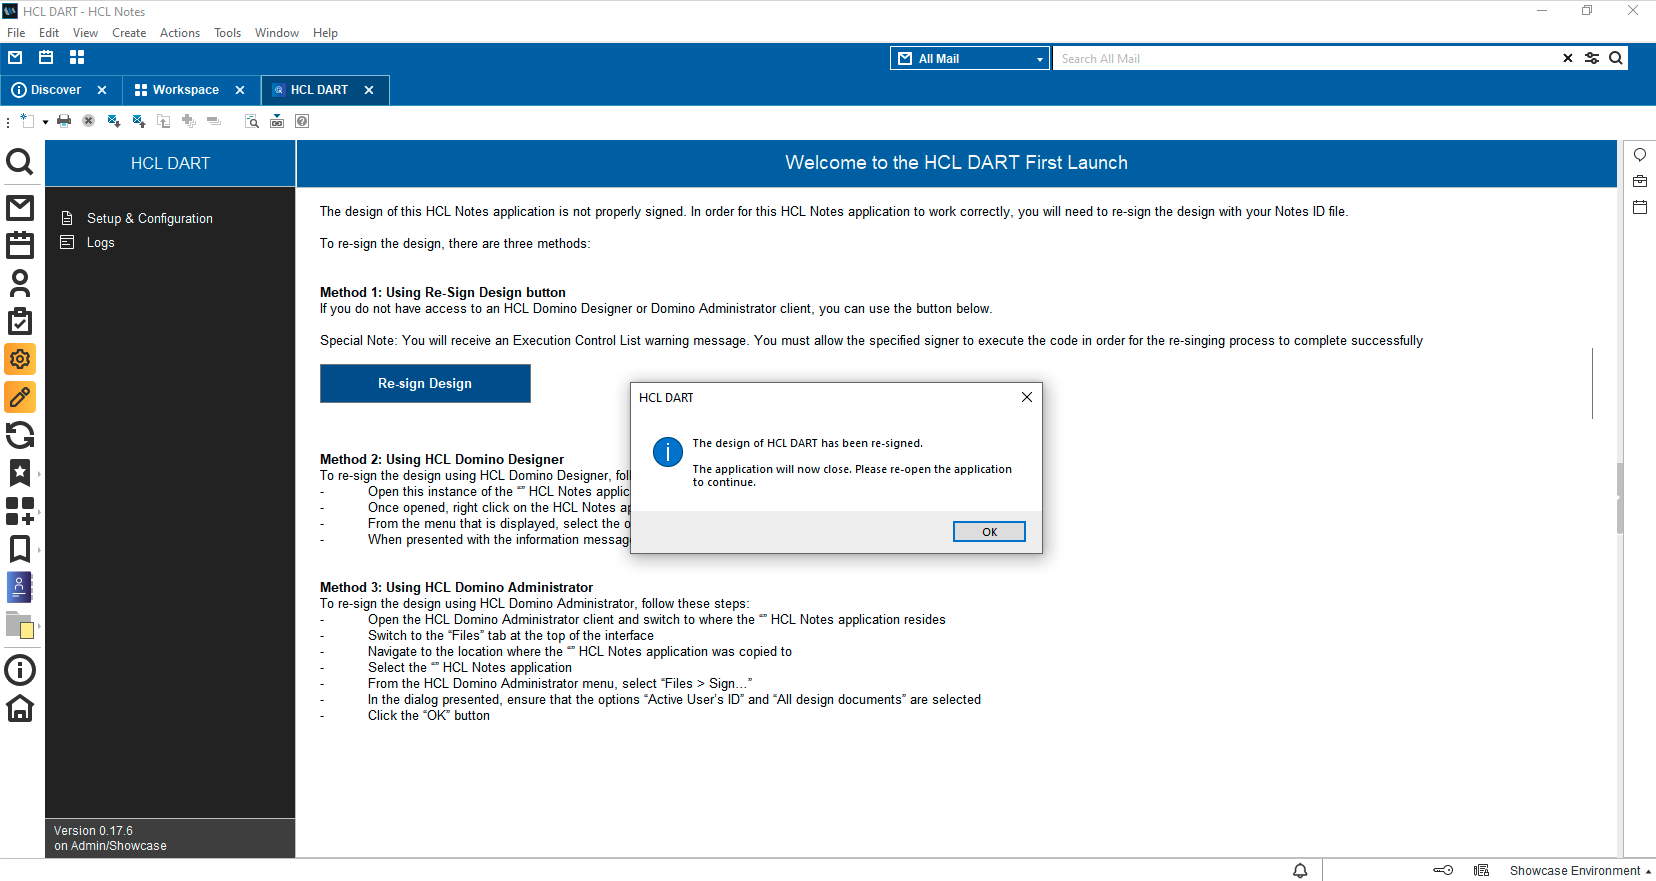 HCL DART - HCL Notes
File Edit View Create Actions Tools Window Help
All Mail
Search All Mail
Discover
Workspace
HCL DART
HCL DART
Welcome to the HCL DART First Launch
Setup & Configuration
Logs
The design of this HCL Notes application is not properly signed. In order for this HCL Notes application to work correctly, you will need to re-sign the design with your Notes ID file.
To re-sign the design, there are three methods:
Method 1: Using Re-Sign Design button
If you do not have access to an HCL Domino Designer or Domino Administrator client, you can use the button below.
Special Note: You will receive an Execution Control List warning message. You must allow the specified signer to execute the code in order for the re-singing process to complete successfully
Re-sign Design
HCL DART
The design of HCL DART has been re-signed.
The application will now close. Please re-open the application
to continue.
OK
Method 2: Using HCL Domino Designer
To re-sign the design using HCL Domino Designer, foll
- Open this instance of the “” HCL Notes applic
- Once opened, right click on the HCL Notes ap
- From the menu that is displayed, select the o
- When presented with the information messag
Method 3: Using HCL Domino Administrator
To re-sign the design using HCL Domino Administrator, follow these steps:
- Open the HCL Domino Administrator client and switch to where the “” HCL Notes application resides
- Switch to the “Files” tab at the top of the interface
- Navigate to the location where the “” HCL Notes application was copied to
- Select the “” HCL Notes application
- From the HCL Domino Administrator menu, select “Files > Sign…”
- In the dialog presented, ensure that the options “Active User’s ID” and “All design documents” are selected
- Click the “OK” button
Version 0.17.6
on Admin/Showcase
Showcase Environment